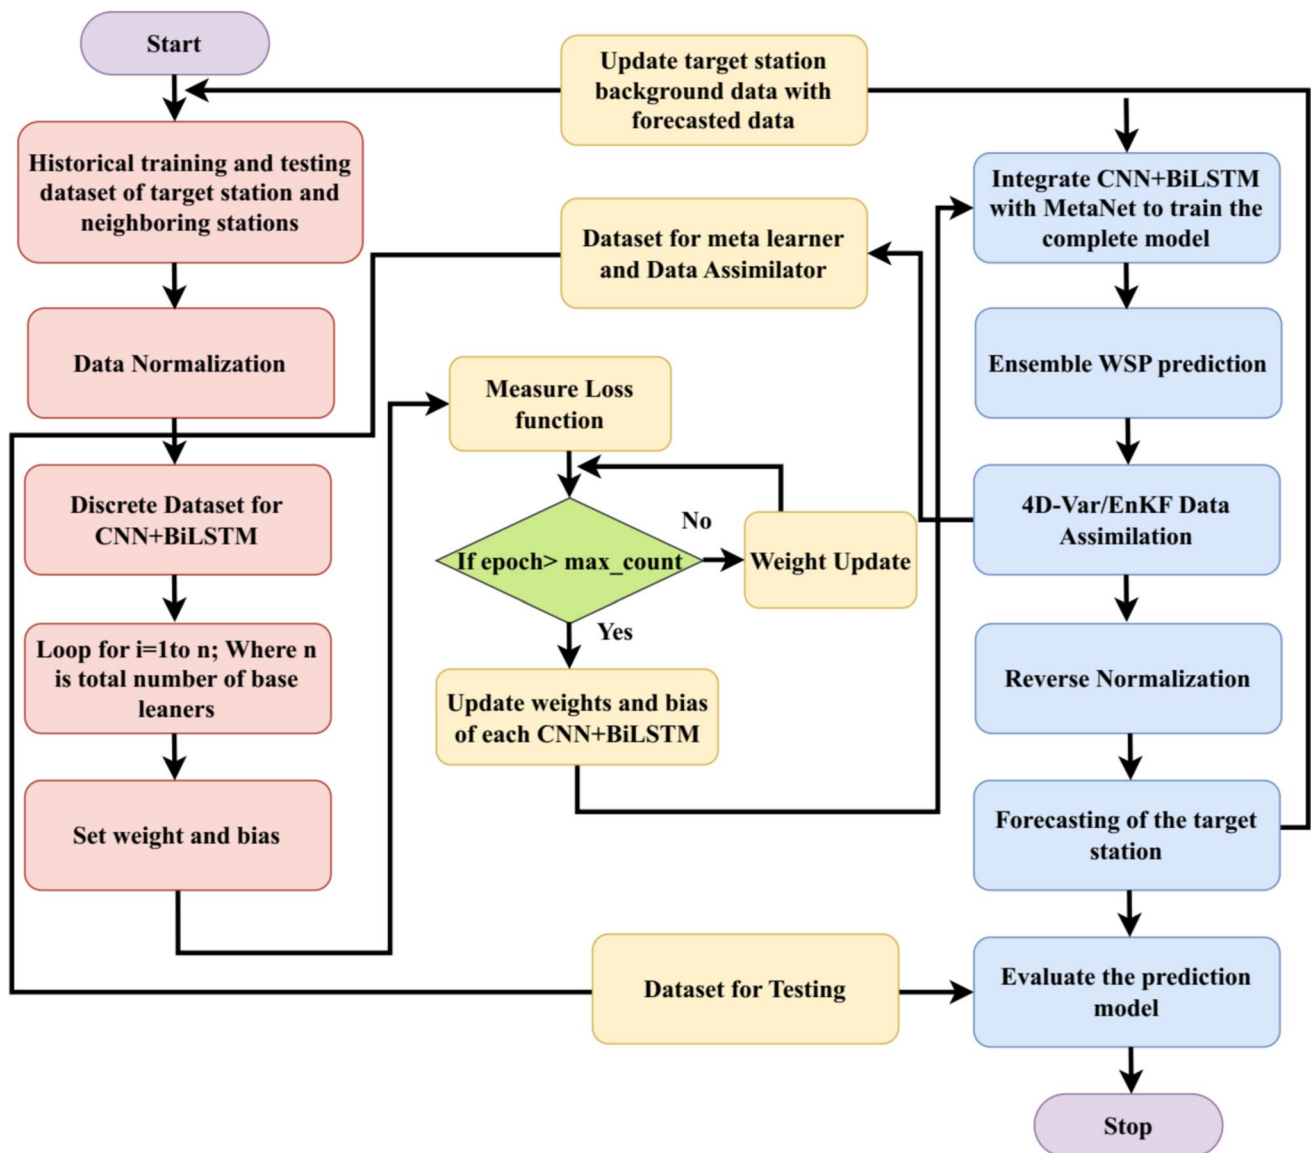 Start
Historical training and testing
dataset of target station and
neighboring stations
Data Normalization
Discrete Dataset for
CNN+BiLSTM
Loop for i=1to n; Where n
is total number of base
leaners
Set weight and bias
Update target station
background data with
forecasted data
Dataset for meta learner
and Data Assimilator
Measure Loss
function
If epoch> max_count
No
Weight Update
Yes
Update weights and bias
of each CNN+BiLSTM
Dataset for Testing
Integrate CNN+BiLSTM
with MetaNet to train the
complete model
Ensemble WSP prediction
4D-Var/EnKF Data
Assimilation
Reverse Normalization
Forecasting of the target
station
Evaluate the prediction
model
Stop